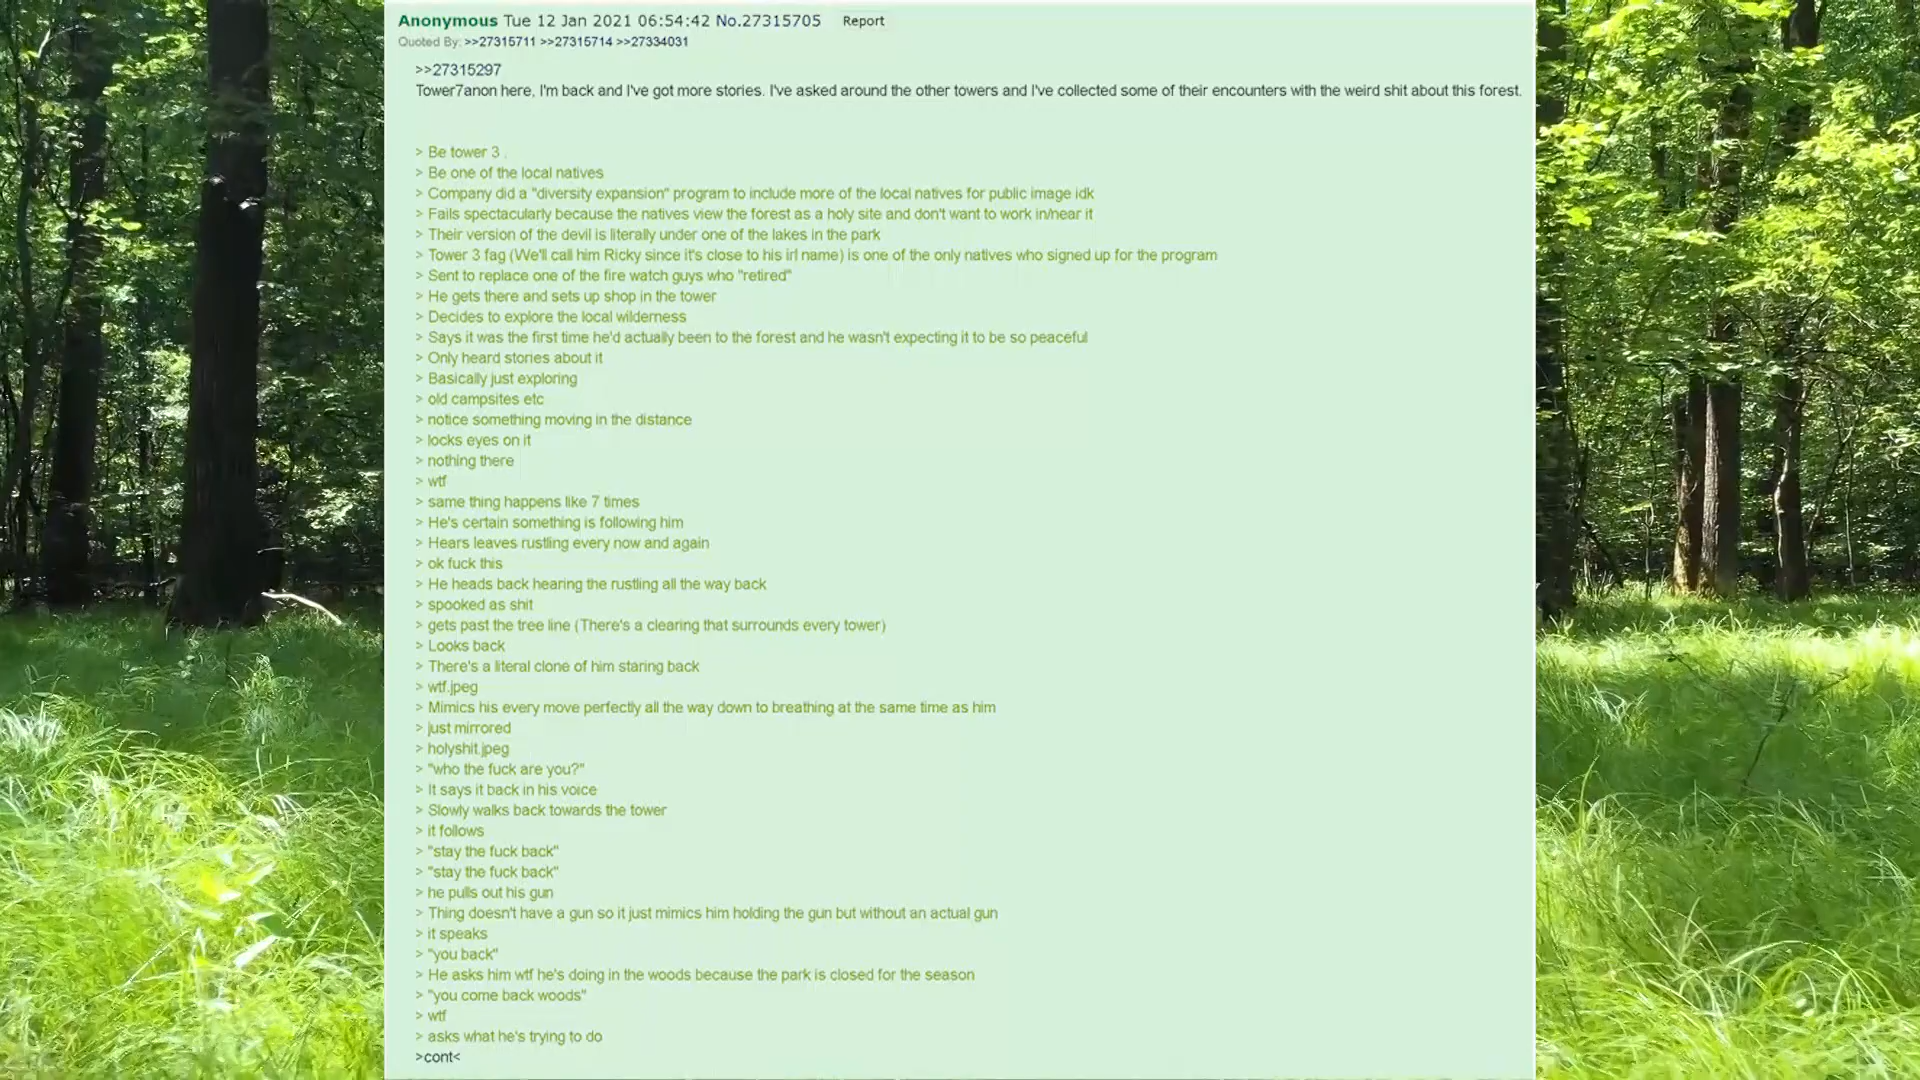 Anonymous Tue 12 Jan 2021 06:54:42 No.27315705 Report
Quoted By: >>27315711 >>27315714 >>27334031
>>27315297
Tower7anon here, I'm back and I've got more stories. I've asked around the other towers and I've collected some of their encounters with the weird shit about this forest.
> Be tower 3 .
> Be one of the local natives
> Company did a "diversity expansion" program to include more of the local natives for public image idk
> Fails spectacularly because the natives view the forest as a holy site and don't want to work in/near it
> Their version of the devil is literally under one of the lakes in the park
> Tower 3 fag (We'll call him Ricky since it's close to his irl name) is one of the only natives who signed up for the program
> Sent to replace one of the fire watch guys who "retired"
> He gets there and sets up shop in the tower
> Decides to explore the local wilderness
> Says it was the first time he'd actually been to the forest and he wasn't expecting it to be so peaceful
> Only heard stories about it
> Basically just exploring
> old campsites etc
> notice something moving in the distance
> locks eyes on it
> nothing there
> wtf
> same thing happens like 7 times
> He's certain something is following him
> Hears leaves rustling every now and again
> ok fuck this
> He heads back hearing the rustling all the way back
> spooked as shit
> gets past the tree line (There's a clearing that surrounds every tower)
> Looks back
> There's a literal clone of him staring back
> wtf.jpeg
> Mimics his every move perfectly all the way down to breathing at the same time as him
> just mirrored
> holyshit.jpeg
> "who the fuck are you?"
> It says it back in his voice
> Slowly walks back towards the tower
> it follows
> "stay the fuck back"
> "stay the fuck back"
> he pulls out his gun
> Thing doesn't have a gun so it just mimics him holding the gun but without an actual gun
> it speaks
> "you back"
> He asks him wtf he's doing in the woods because the park is closed for the season
> "you come back woods"
> wtf
> asks what he's trying to do
>cont<